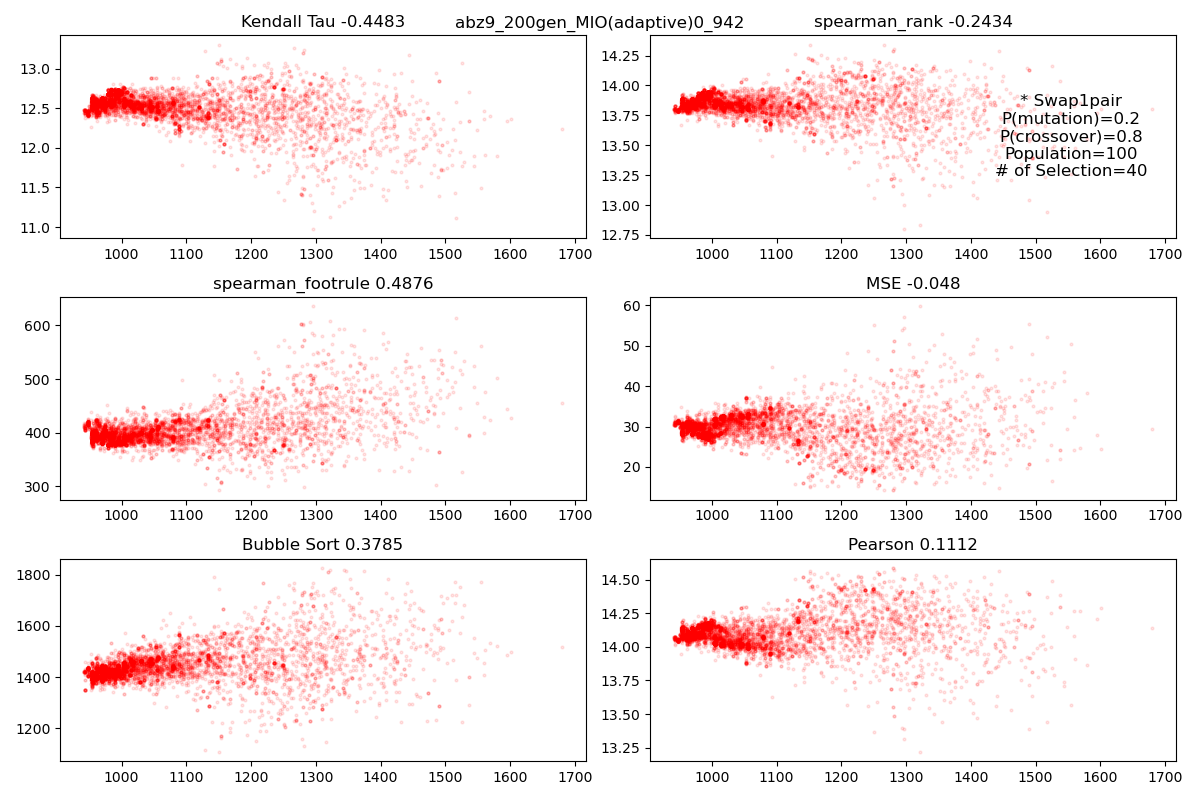 Kendall Tau -0.4483
abz9_200gen_MIO(adaptive)0_942
spearman_rank -0.2434
13.0
12.5
12.0
11.5
11.0
1000 1100 1200 1300 1400 1500 1600 1700
14.25
14.00
13.75
13.50
13.25
13.00
12.75
1000 1100 1200 1300 1400 1500 1600 1700
* Swap1pair
P(mutation)=0.2
P(crossover)=0.8
Population=100
# of Selection=40
spearman_footrule 0.4876
600
500
400
300
1000 1100 1200 1300 1400 1500 1600 1700
MSE -0.048
60
50
40
30
20
1000 1100 1200 1300 1400 1500 1600 1700
Bubble Sort 0.3785
1800
1600
1400
1200
1000 1100 1200 1300 1400 1500 1600 1700
Pearson 0.1112
14.50
14.25
14.00
13.75
13.50
13.25
1000 1100 1200 1300 1400 1500 1600 1700